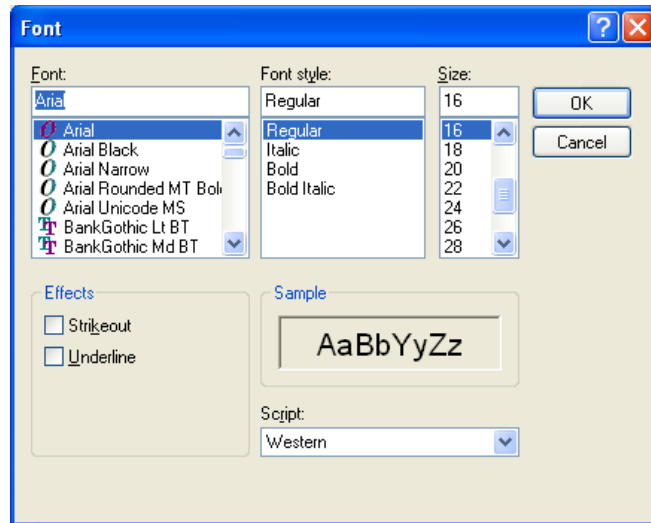 Font
Font:
Font style:
Size:
Arial
Regular
16
OK
Cancel
Arial
Arial Black
Arial Narrow
Arial Rounded MT Bol
Arial Unicode MS
BankGothic Lt BT
BankGothic Md BT
Regular
Italic
Bold
Bold Italic
16
18
20
22
24
26
28
Effects
Strikeout
Underline
Sample
AaBbYyZz
Script:
Western